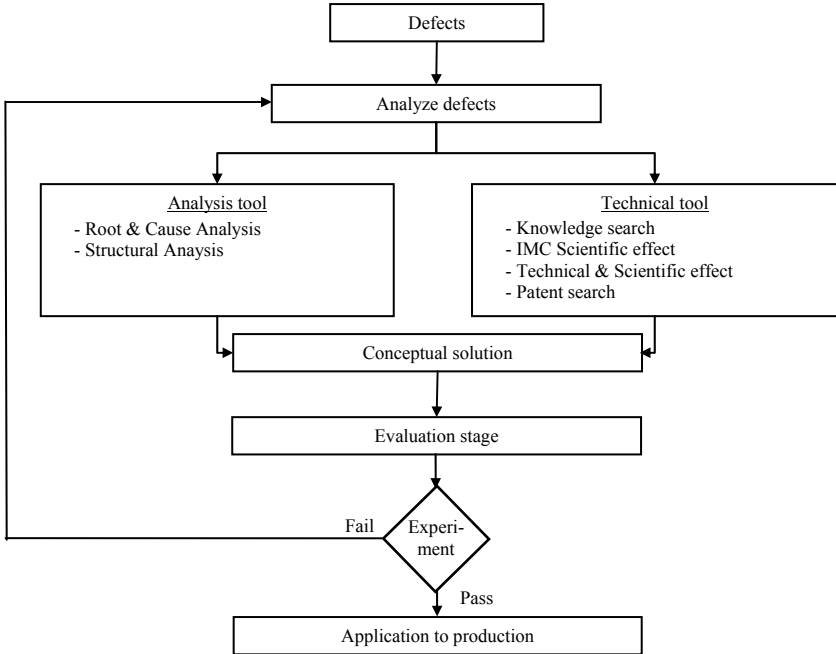 Defects
Analyze defects
Analysis tool
- Root & Cause Analysis
- Structural Anaysis
Technical tool
- Knowledge search
- IMC Scientific effect
- Technical & Scientific effect
- Patent search
Conceptual solution
Evaluation stage
Fail
Experi-
ment
Pass
Application to production